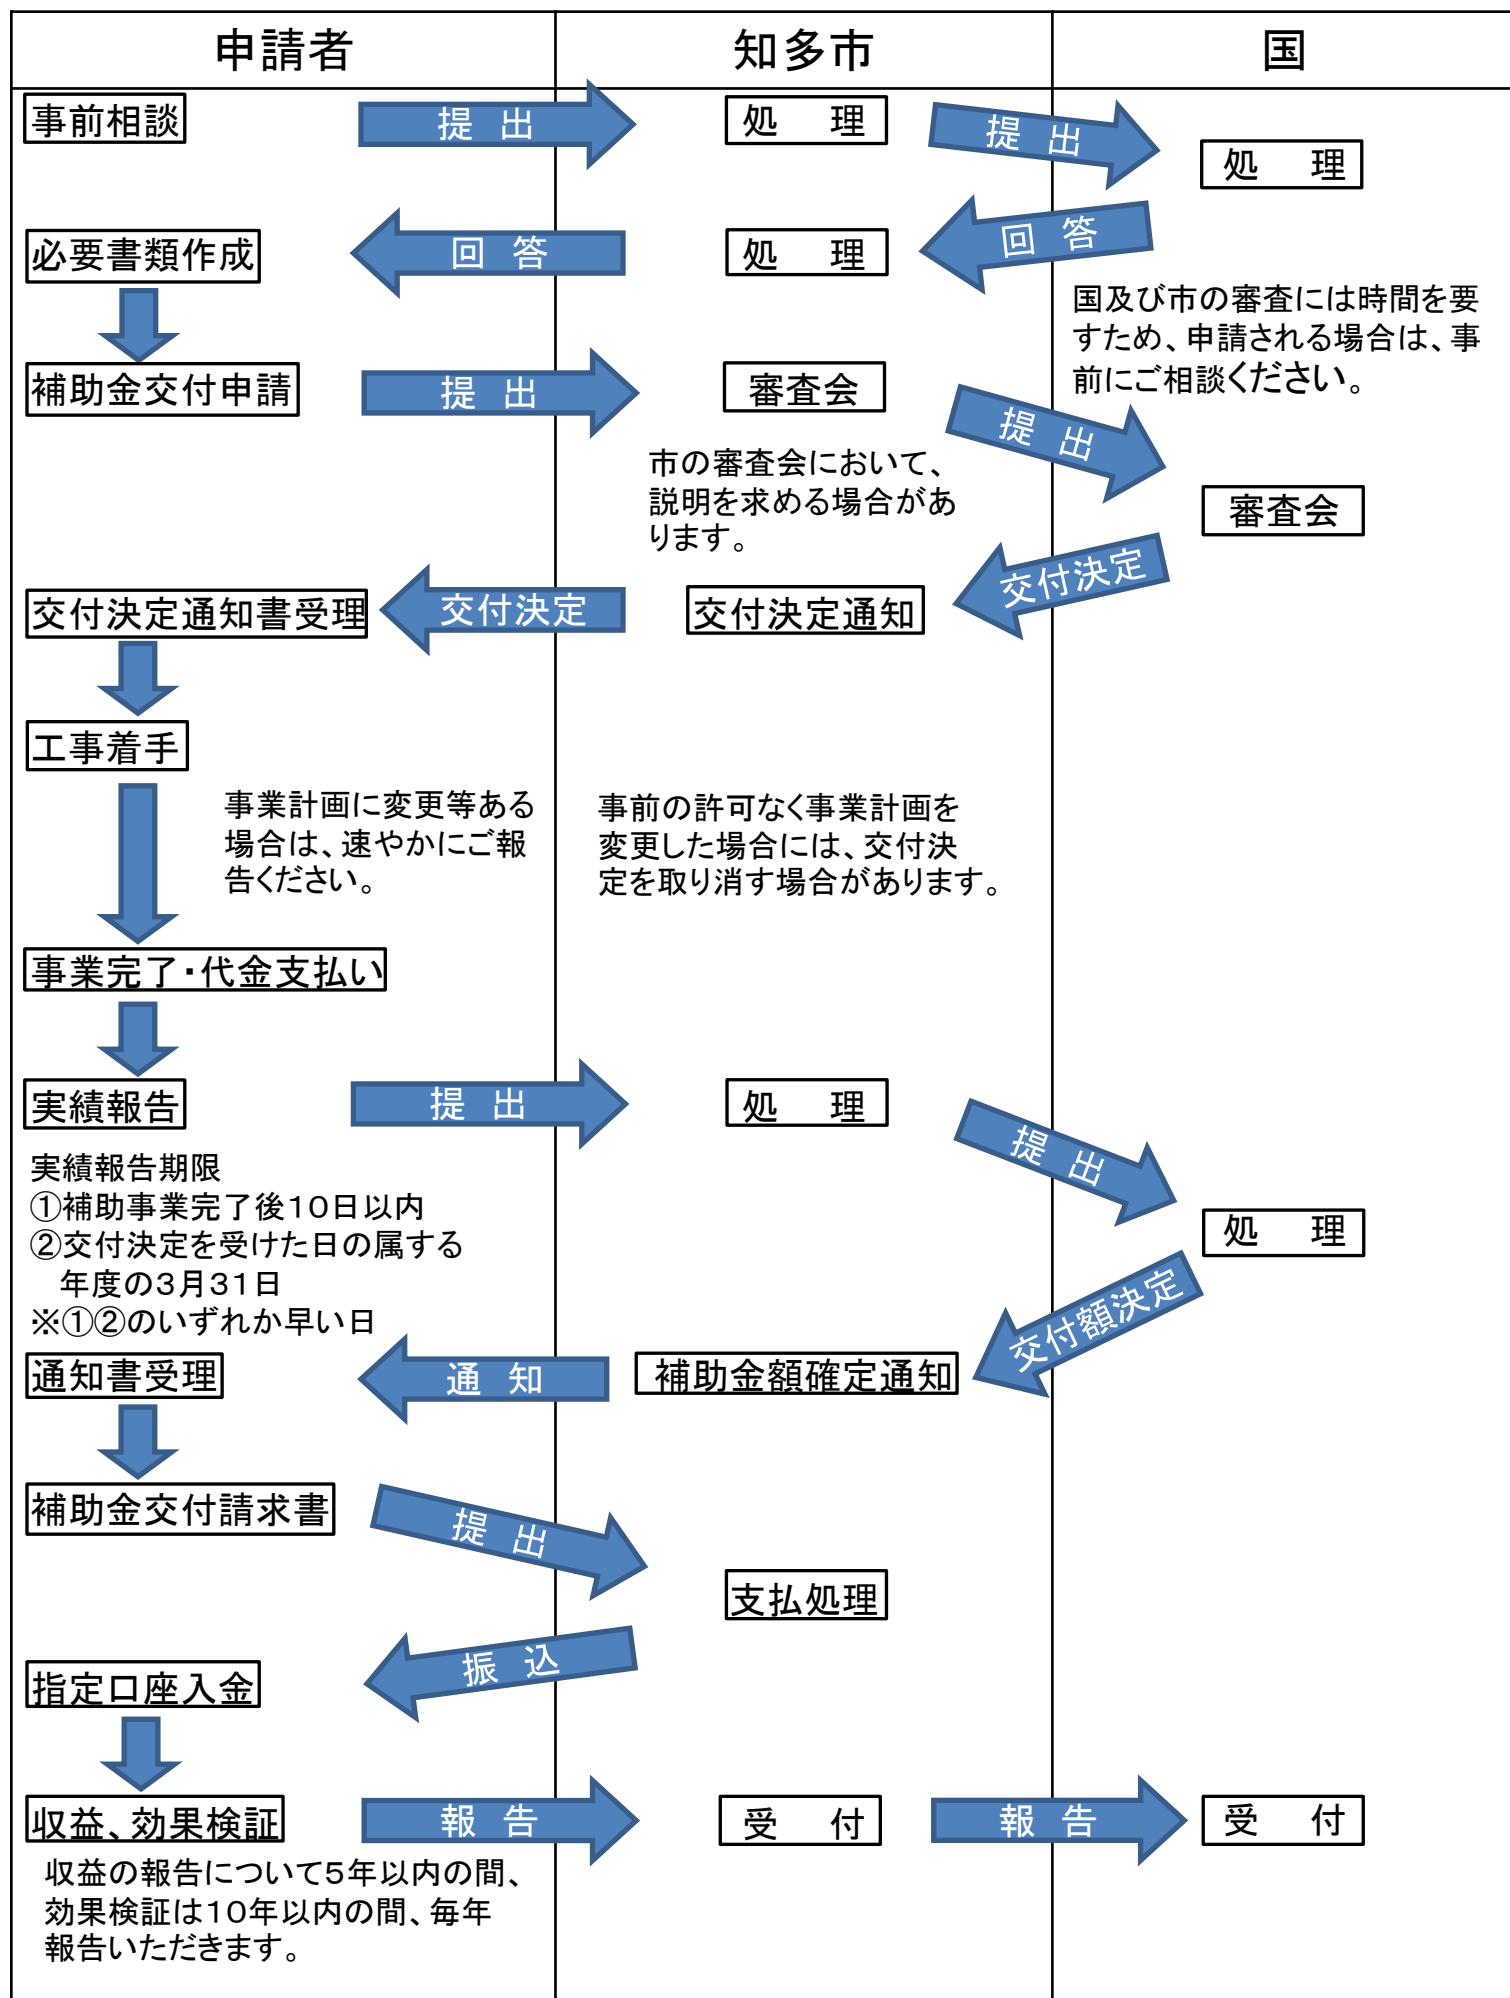 申請者
知多市
国
事前相談
提 出
処 理
提 出
処 理
必要書類作成
回 答
処 理
回 答
国及び市の審査には時間を要
すため、申請される場合は、事
前にご相談ください。
補助金交付申請
提 出
審査会
提 出
市の審査会において、
説明を求める場合があ
ります。
審査会
交付決定通知書受理
交付決定
交付決定通知
交付決定
工事着手
事業計画に変更等ある
場合は、速やかにご報
告ください。
事前の許可なく事業計画を
変更した場合には、交付決
定を取り消す場合があります。
事業完了・代金支払い
実績報告
提 出
処 理
提 出
処 理
実績報告期限
①補助事業完了後10日以内
②交付決定を受けた日の属する
年度の3月31日
※①②のいずれか早い日
通知書受理
通 知
補助金額確定通知
交付額決定
補助金交付請求書
提 出
支払処理
振 込
指定口座入金
収益、効果検証
報 告
受 付
報 告
受 付
収益の報告について5年以内の間、
効果検証は10年以内の間、毎年
報告いただきます。